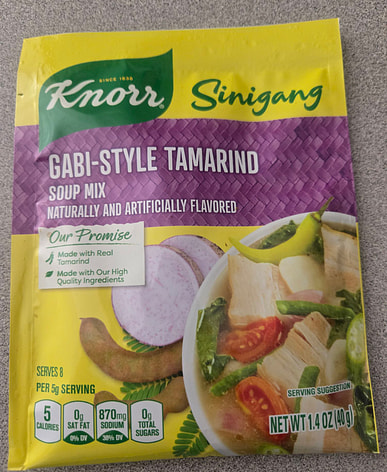 SINCE 1838
Knorr
Sinigang
GABI-STYLE TAMARIND
SOUP MIX
NATURALLY AND ARTIFICIALLY FLAVORED
Our Promise
Made with Real
Tamarind
Made with Our High
Quality Ingredients
SERVES 8
PER 5g SERVING
5
CALORIES
0g
SAT FAT
0% DV
870mg
SODIUM
38% DV
0g
TOTAL
SUGARS
SERVING SUGGESTION
NET WT 1.4 OZ (40g)